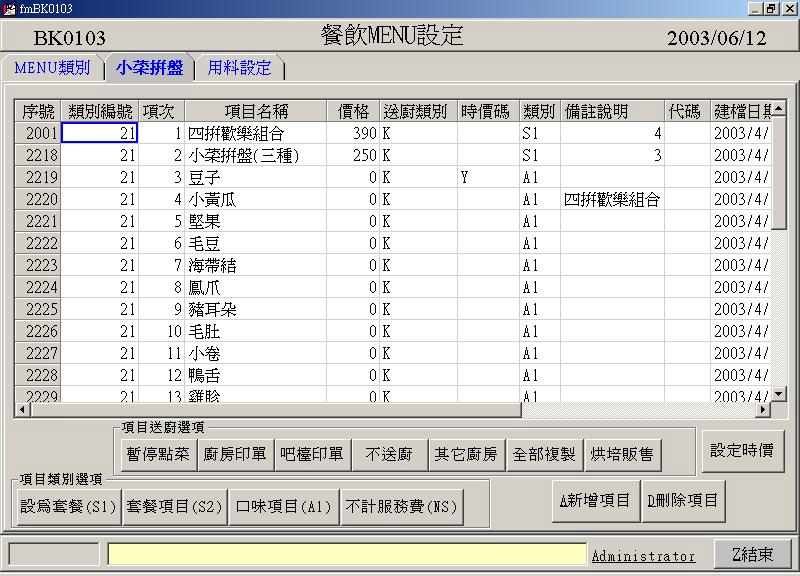 fmBK0103
BK0103 餐飲MENU設定 2003/06/12
MENU類別 小菜拼盤 用料設定
序號 類別編號 項次 項目名稱 價格 送廚類別 時價碼 類別 備註說明 代碼 建檔日期
2001 21 1 四拼歡樂組合 390 K S1 4 2003/4/
2218 21 2 小菜拼盤(三種) 250 K S1 3 2003/4/
2219 21 3 豆子 0 K Y A1 2003/4/
2220 21 4 小黃瓜 0 K A1 四拼歡樂組合 2003/4/
2221 21 5 堅果 0 K A1 2003/4/
2222 21 6 毛豆 0 K A1 2003/4/
2223 21 7 海帶結 0 K A1 2003/4/
2224 21 8 鳳爪 0 K A1 2003/4/
2225 21 9 豬耳朵 0 K A1 2003/4/
2226 21 10 毛肚 0 K A1 2003/4/
2227 21 11 小卷 0 K A1 2003/4/
2228 21 12 鴨舌 0 K A1 2003/4/
2229 21 13 雞胗 0 K A1 2003/4/
項目送廚選項
暫停點菜 廚房印單 吧檯印單 不送廚 其它廚房 全部複製 烘培販售 設定時價
項目類別選項
設為套餐(S1) 套餐項目(S2) 口味項目(A1) 不計服務費(NS) A新增項目 D刪除項目
Administrator Z結束